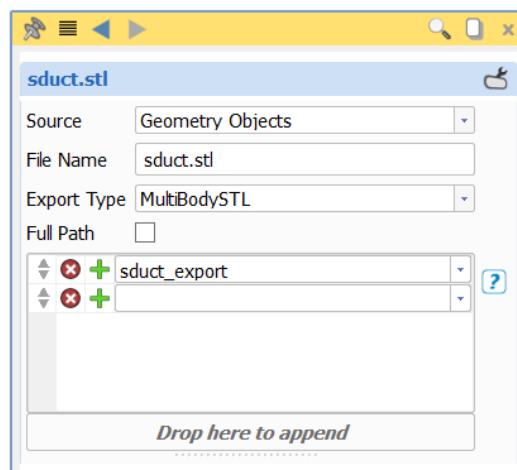 sduct.stl
Source Geometry Objects
File Name sduct.stl
Export Type MultiBodySTL
Full Path
sduct_export
Drop here to append